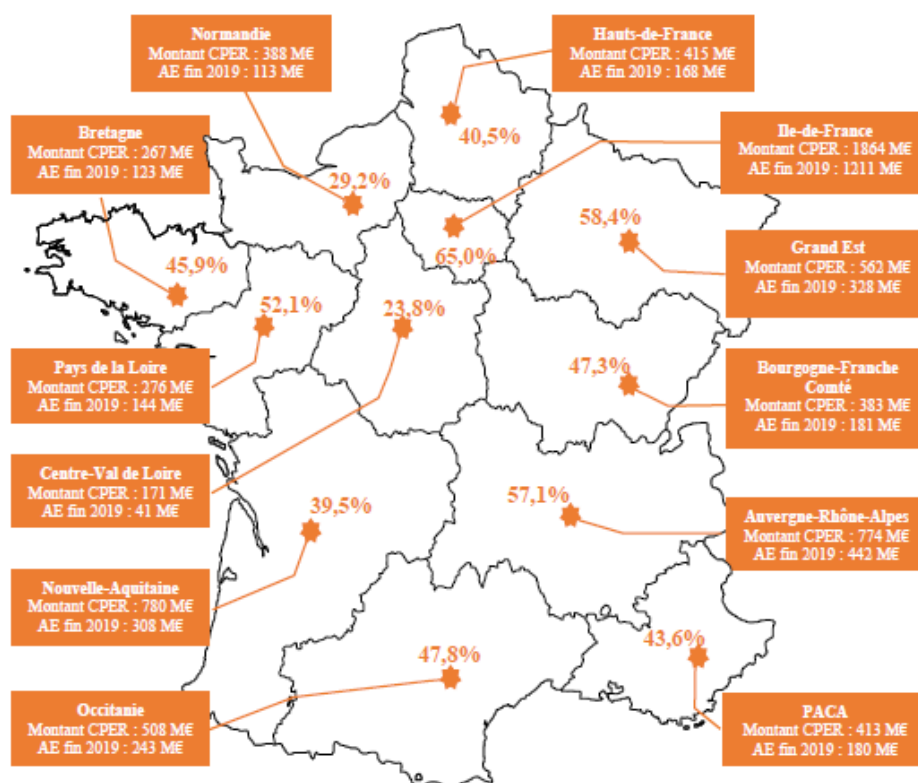 Normandie
Montant CPER : 388 M€
AE fin 2019 : 113 M€
Hauts-de-France
Montant CPER : 415 M€
AE fin 2019 : 168 M€
Bretagne
Montant CPER : 267 M€
AE fin 2019 : 123 M€
Ile-de-France
Montant CPER : 1864 M€
AE fin 2019 : 1211 M€
40,5%
29,2%
58,4%
65,0%
45,9%
Grand Est
Montant CPER : 562 M€
AE fin 2019 : 328 M€
52,1%
23,8%
Pays de la Loire
Montant CPER : 276 M€
AE fin 2019 : 144 M€
47,3%
Bourgogne-Franche
Comté
Montant CPER : 383 M€
AE fin 2019 : 181 M€
Centre-Val de Loire
Montant CPER : 171 M€
AE fin 2019 : 41 M€
39,5%
57,1%
Auvergne-Rhône-Alpes
Montant CPER : 774 M€
AE fin 2019 : 442 M€
Nouvelle-Aquitaine
Montant CPER : 780 M€
AE fin 2019 : 308 M€
47,8%
43,6%
Occitanie
Montant CPER : 508 M€
AE fin 2019 : 243 M€
PACA
Montant CPER : 413 M€
AE fin 2019 : 180 M€